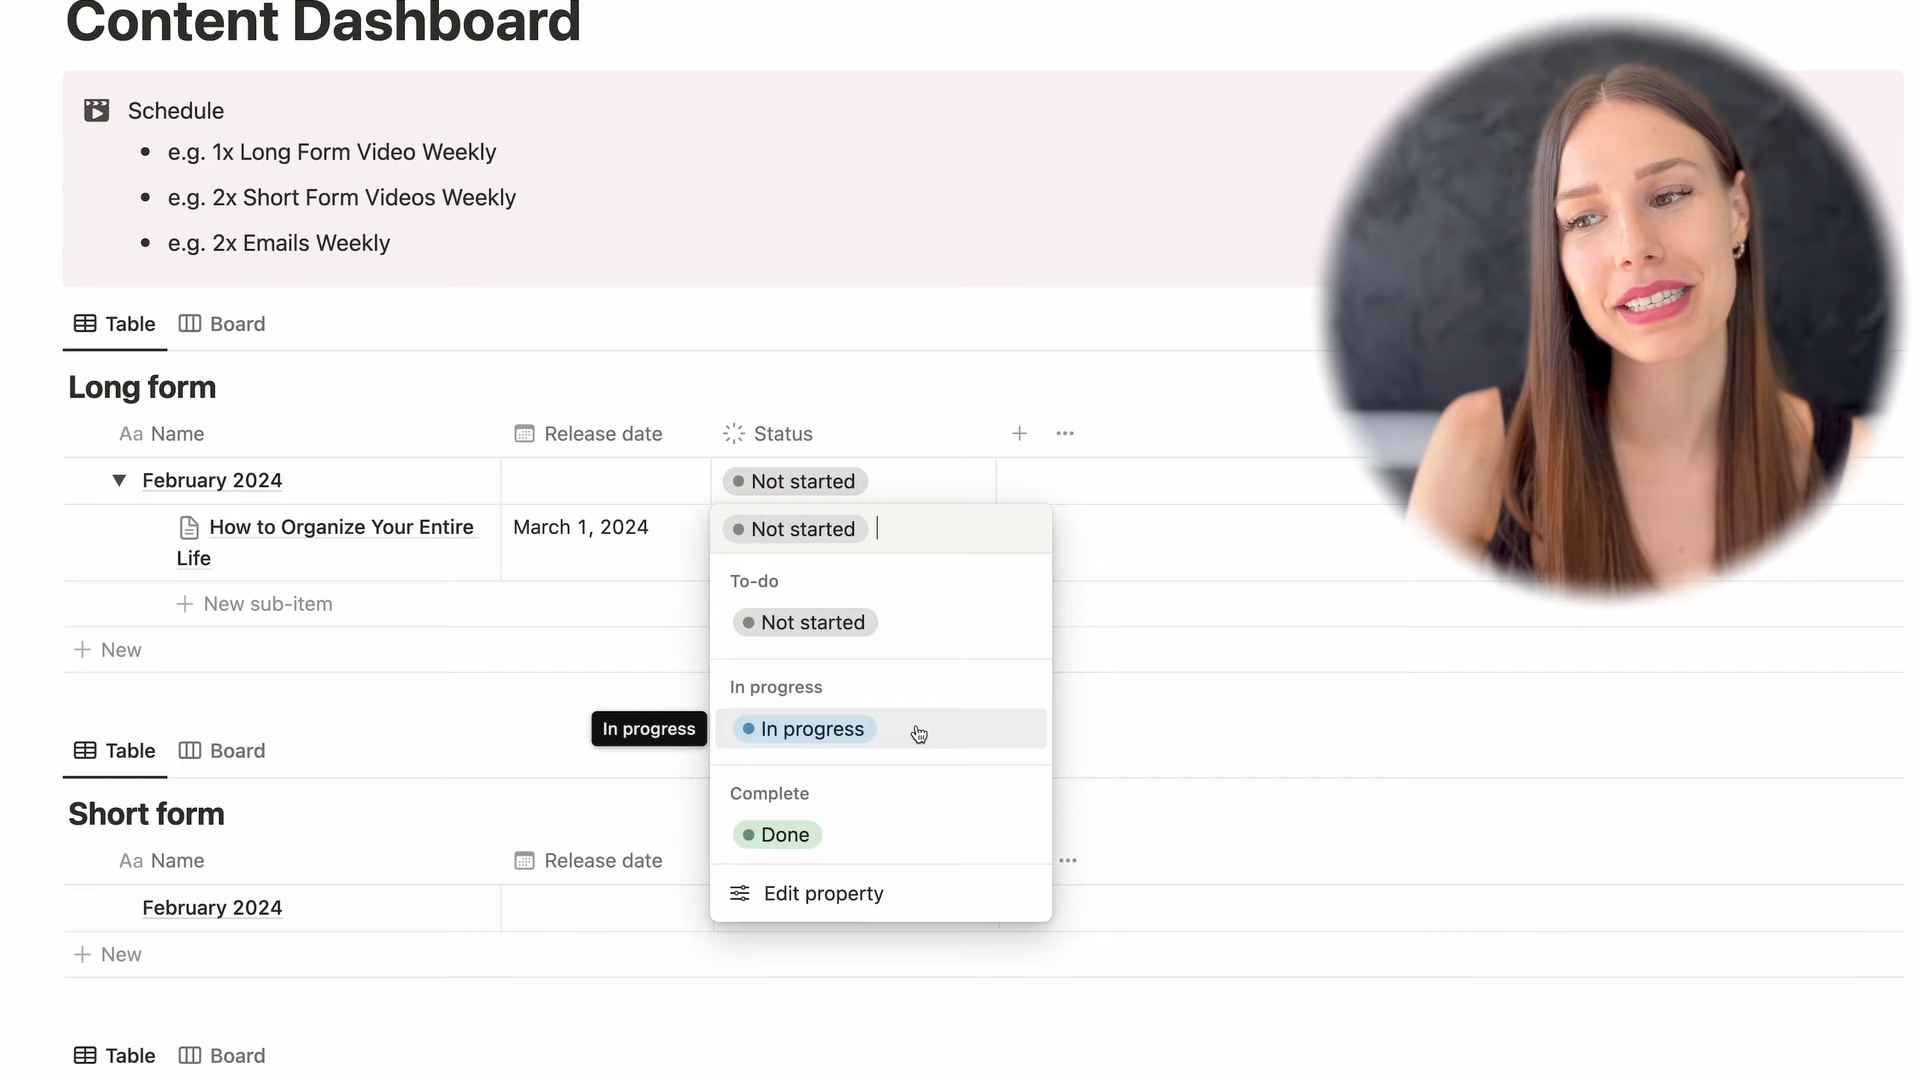 Content Dashboard
Schedule
e.g. 1x Long Form Video Weekly
e.g. 2x Short Form Videos Weekly
e.g. 2x Emails Weekly
Table Board
Long form
Aa Name Release date Status
February 2024 Not started
How to Organize Your Entire March 1, 2024 Not started
Life
To-do
New sub-item
Not started
New
In progress
In progress In progress
Table Board
Complete
Short form
Done
Aa Name Release date
Edit property
February 2024
New
Table Board